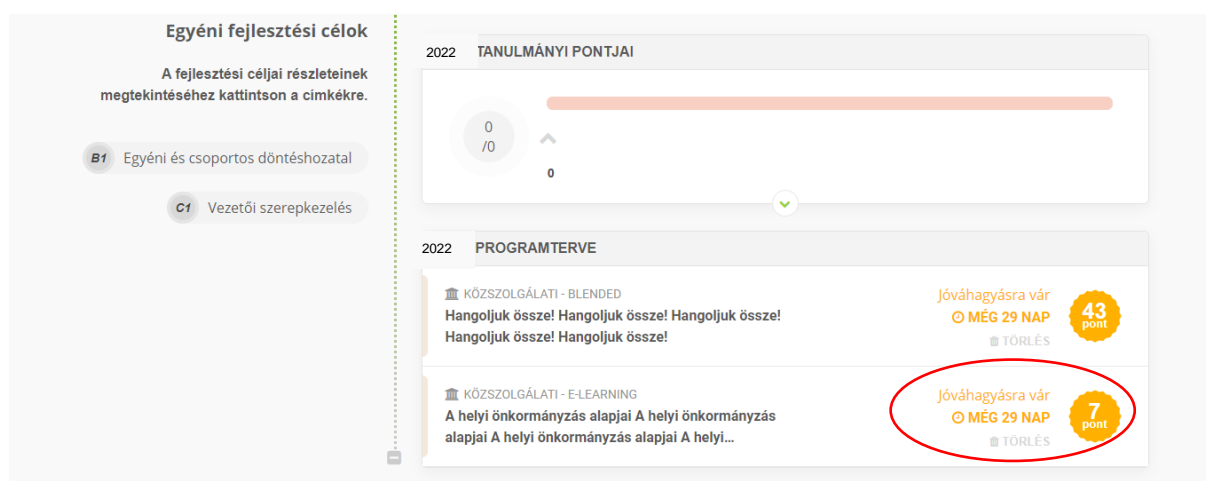 Egyéni fejlesztési célok
A fejlesztési céljai részleteinek
megtekintéséhez kattintson a címkékre.
B1 Egyéni és csoportos döntéshozatal
C1 Vezetői szerepkezelés
2022 TANULMÁNYI PONTJAI
0
/0
0
2022 PROGRAMTERVE
KÖZSZOLGÁLATI - BLENDED
Hangoljuk össze! Hangoljuk össze! Hangoljuk össze!
Hangoljuk össze! Hangoljuk össze!
Jóváhagyásra vár
MÉG 29 NAP
TÖRLÉS
43
pont
KÖZSZOLGÁLATI - E-LEARNING
A helyi önkormányzás alapjai A helyi önkormányzás
alapjai A helyi önkormányzás alapjai A helyi...
Jóváhagyásra vár
MÉG 29 NAP
TÖRLÉS
7
pont